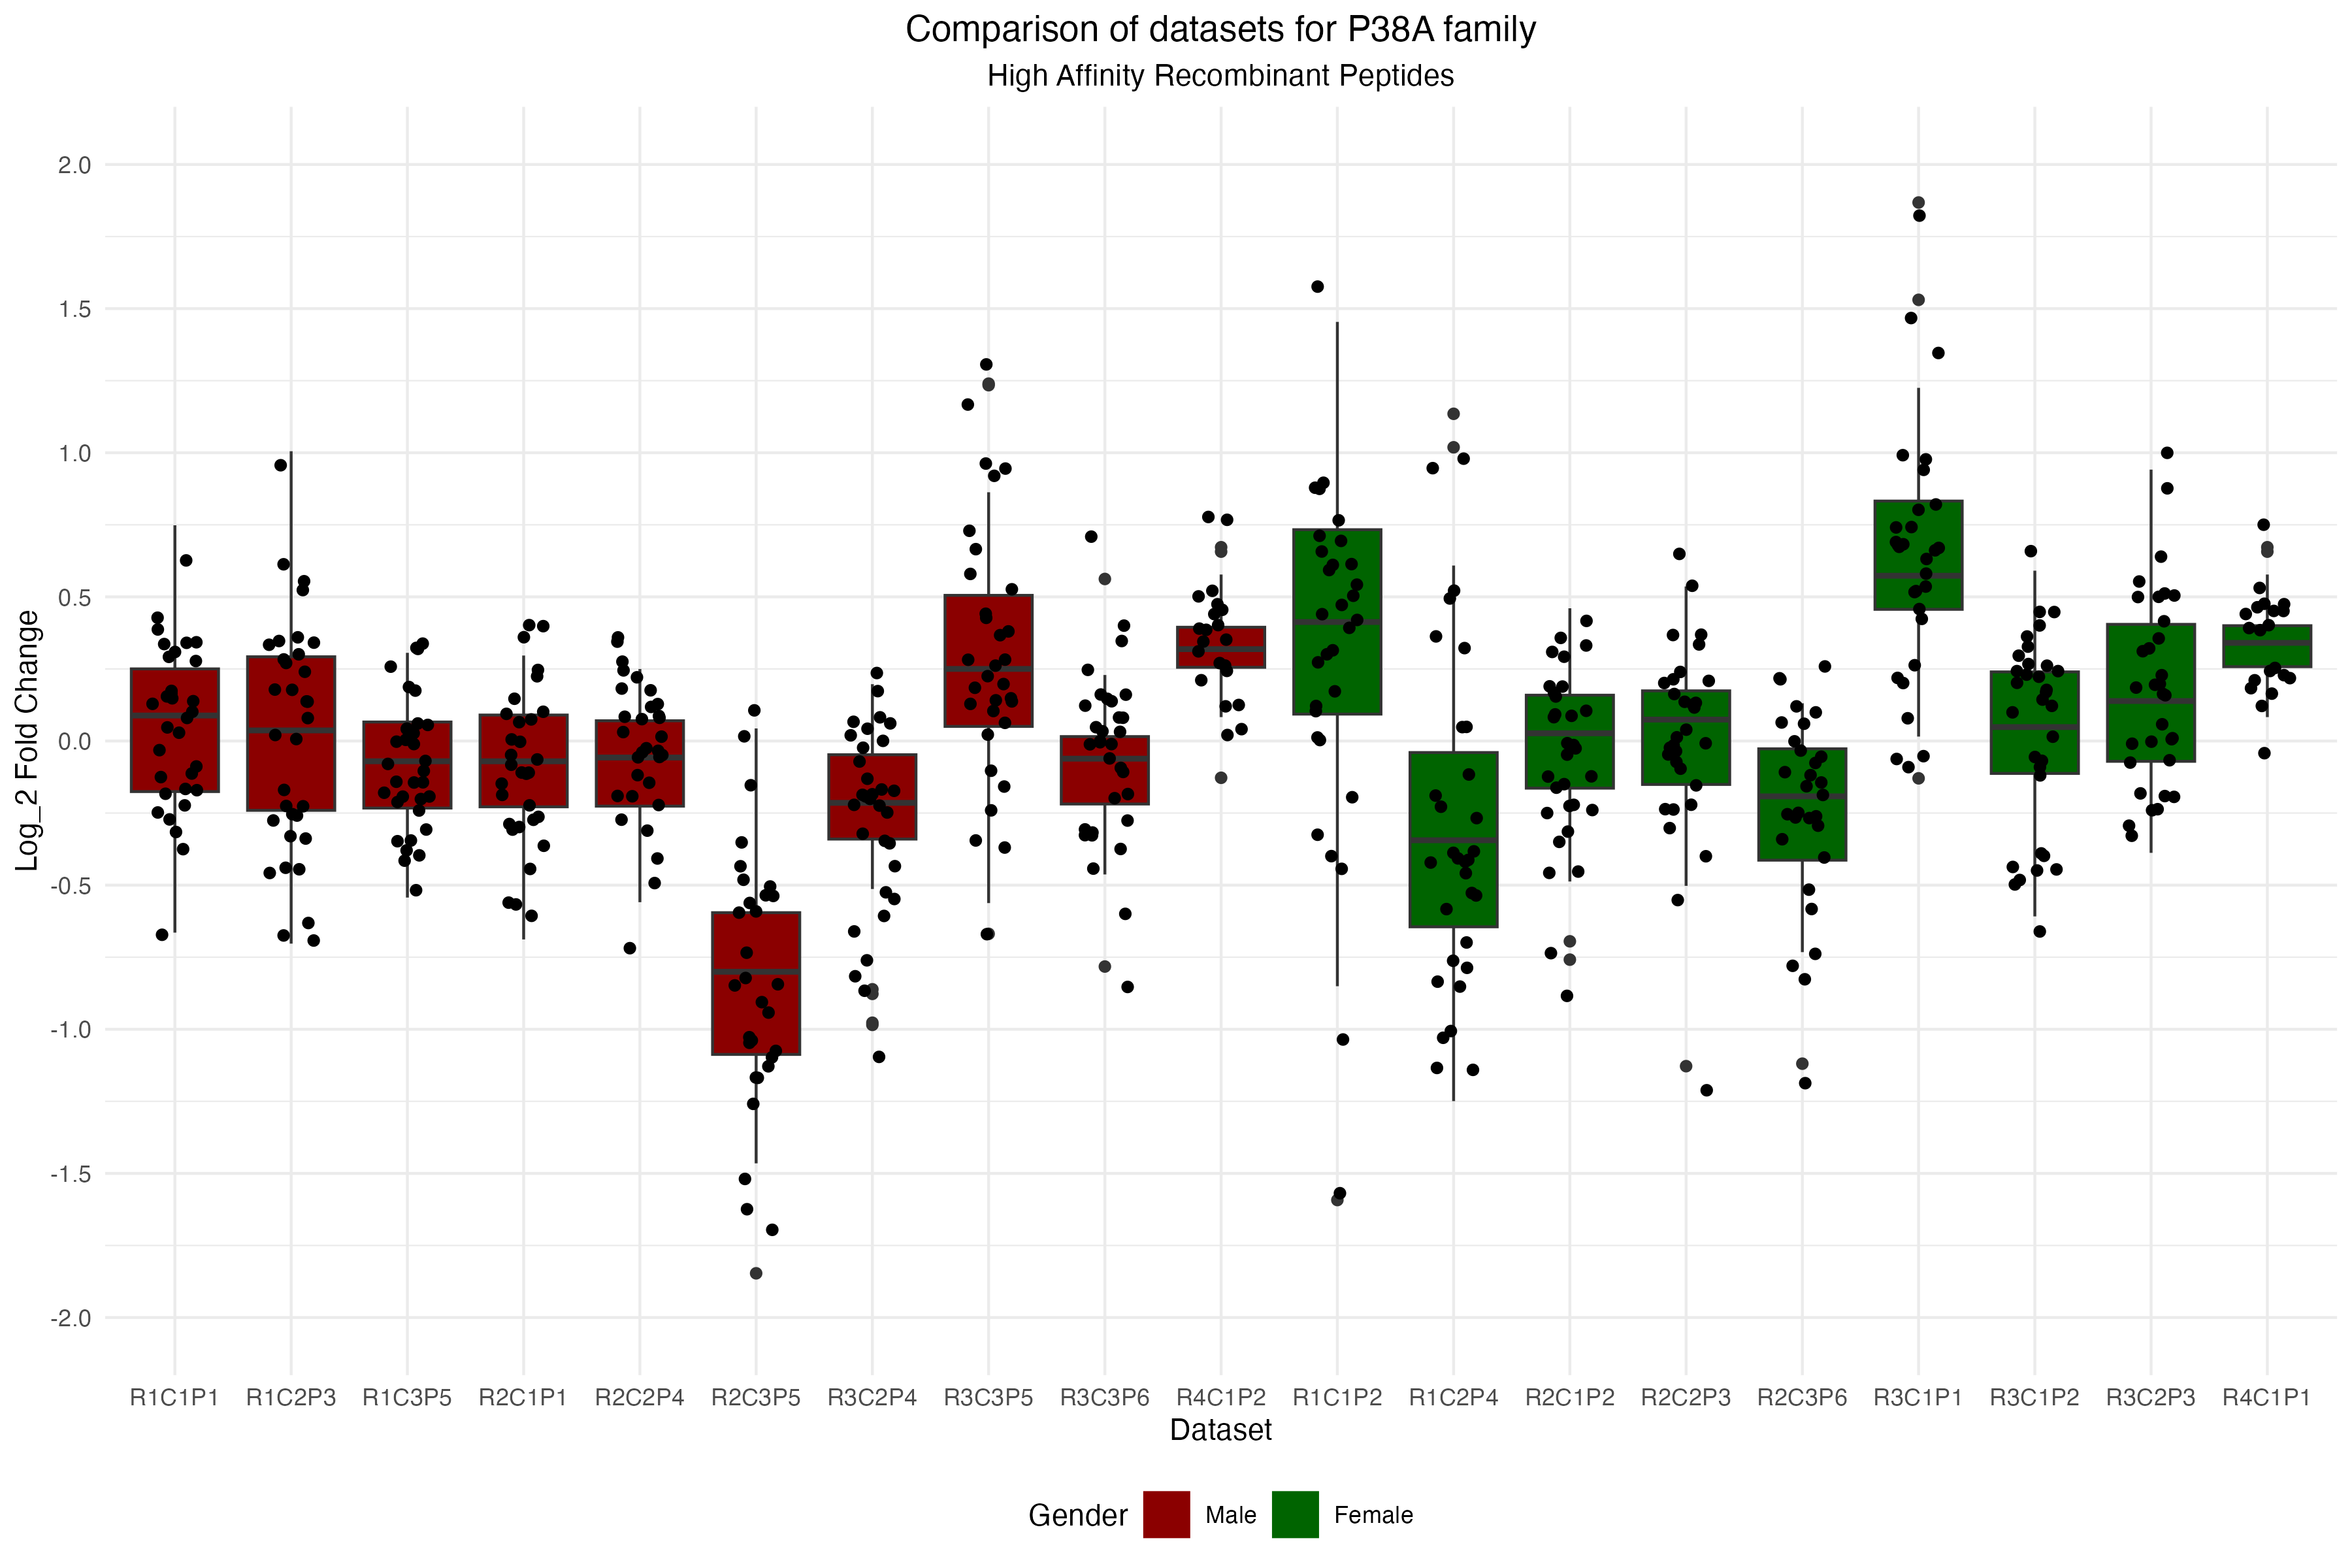 Comparison of datasets for P38A family
High Affinity Recombinant Peptides
Log_2 Fold Change
2.0
1.5
1.0
0.5
0.0
-0.5
-1.0
-1.5
-2.0
R1C1P1 R1C2P3 R1C3P5 R2C1P1 R2C2P4 R2C3P5 R3C2P4 R3C3P5 R3C3P6 R4C1P2 R1C1P2 R1C2P4 R2C1P2 R2C2P3 R2C3P6 R3C1P1 R3C1P2 R3C2P3 R4C1P1
Dataset
Gender Male Female